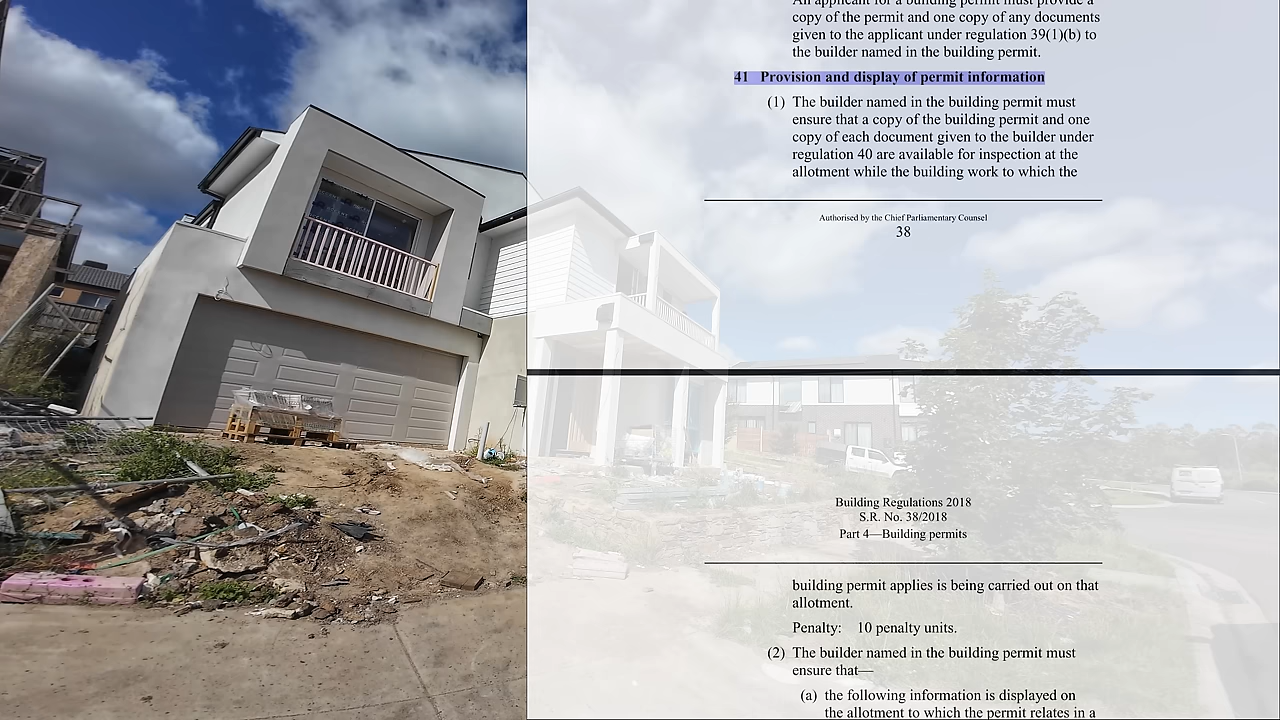 An applicant for a building permit must provide a
copy of the permit and one copy of any documents
given to the applicant under regulation 39(1)(b) to
the builder named in the building permit.
41 Provision and display of permit information
(1) The builder named in the building permit must
ensure that a copy of the building permit and one
copy of each document given to the builder under
regulation 40 are available for inspection at the
allotment while the building work to which the
Authorised by the Chief Parliamentary Counsel
38
Building Regulations 2018
S.R. No. 38/2018
Part 4—Building permits
building permit applies is being carried out on that
allotment.
Penalty: 10 penalty units.
(2) The builder named in the building permit must
ensure that—
(a) the following information is displayed on
the allotment to which the permit relates in a